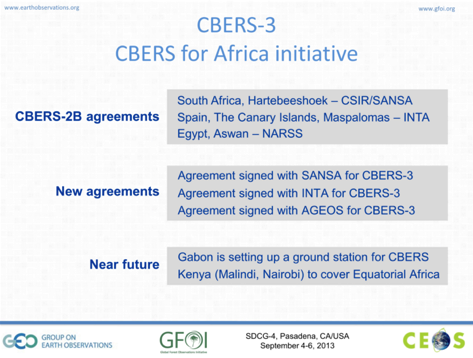 www.earthobservations.org
www.gfoi.org
CBERS-3
CBERS for Africa initiative
CBERS-2B agreements
South Africa, Hartebeeshoek – CSIR/SANSA
Spain, The Canary Islands, Maspalomas – INTA
Egypt, Aswan – NARSS
New agreements
Agreement signed with SANSA for CBERS-3
Agreement signed with INTA for CBERS-3
Agreement signed with AGEOS for CBERS-3
Near future
Gabon is setting up a ground station for CBERS
Kenya (Malindi, Nairobi) to cover Equatorial Africa
GEO
GROUP ON
EARTH OBSERVATIONS
GFOI
Global Forest Observations Initiative
SDCG-4, Pasadena, CA/USA
September 4-6, 2013
CEOS